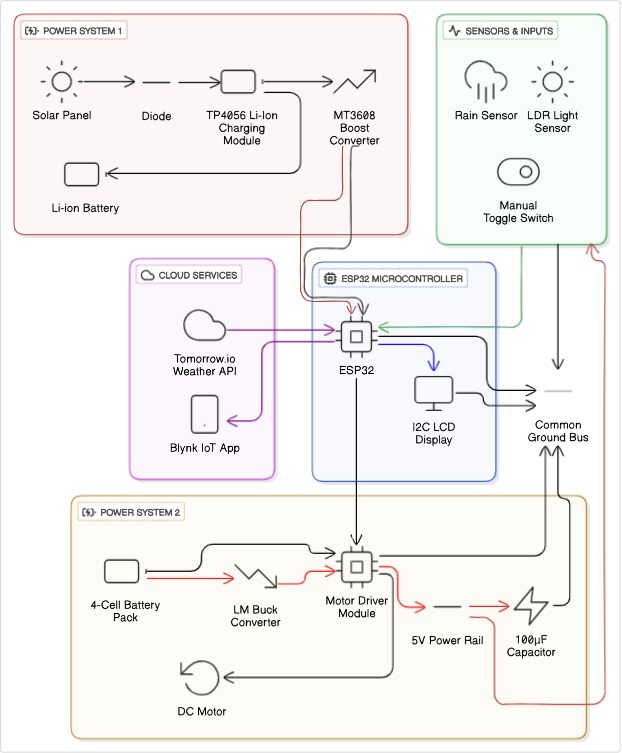 POWER SYSTEM 1
Solar Panel
Diode
TP4056 Li-Ion
Charging
Module
MT3608
Boost
Converter
Li-ion Battery
SENSORS & INPUTS
Rain Sensor
LDR Light
Sensor
Manual
Toggle Switch
CLOUD SERVICES
Tomorrow.io
Weather API
Blynk IoT App
ESP32 MICROCONTROLLER
ESP32
I2C LCD
Display
Common
Ground Bus
POWER SYSTEM 2
4-Cell Battery
Pack
LM Buck
Converter
Motor Driver
Module
5V Power Rail
100µF
Capacitor
DC Motor